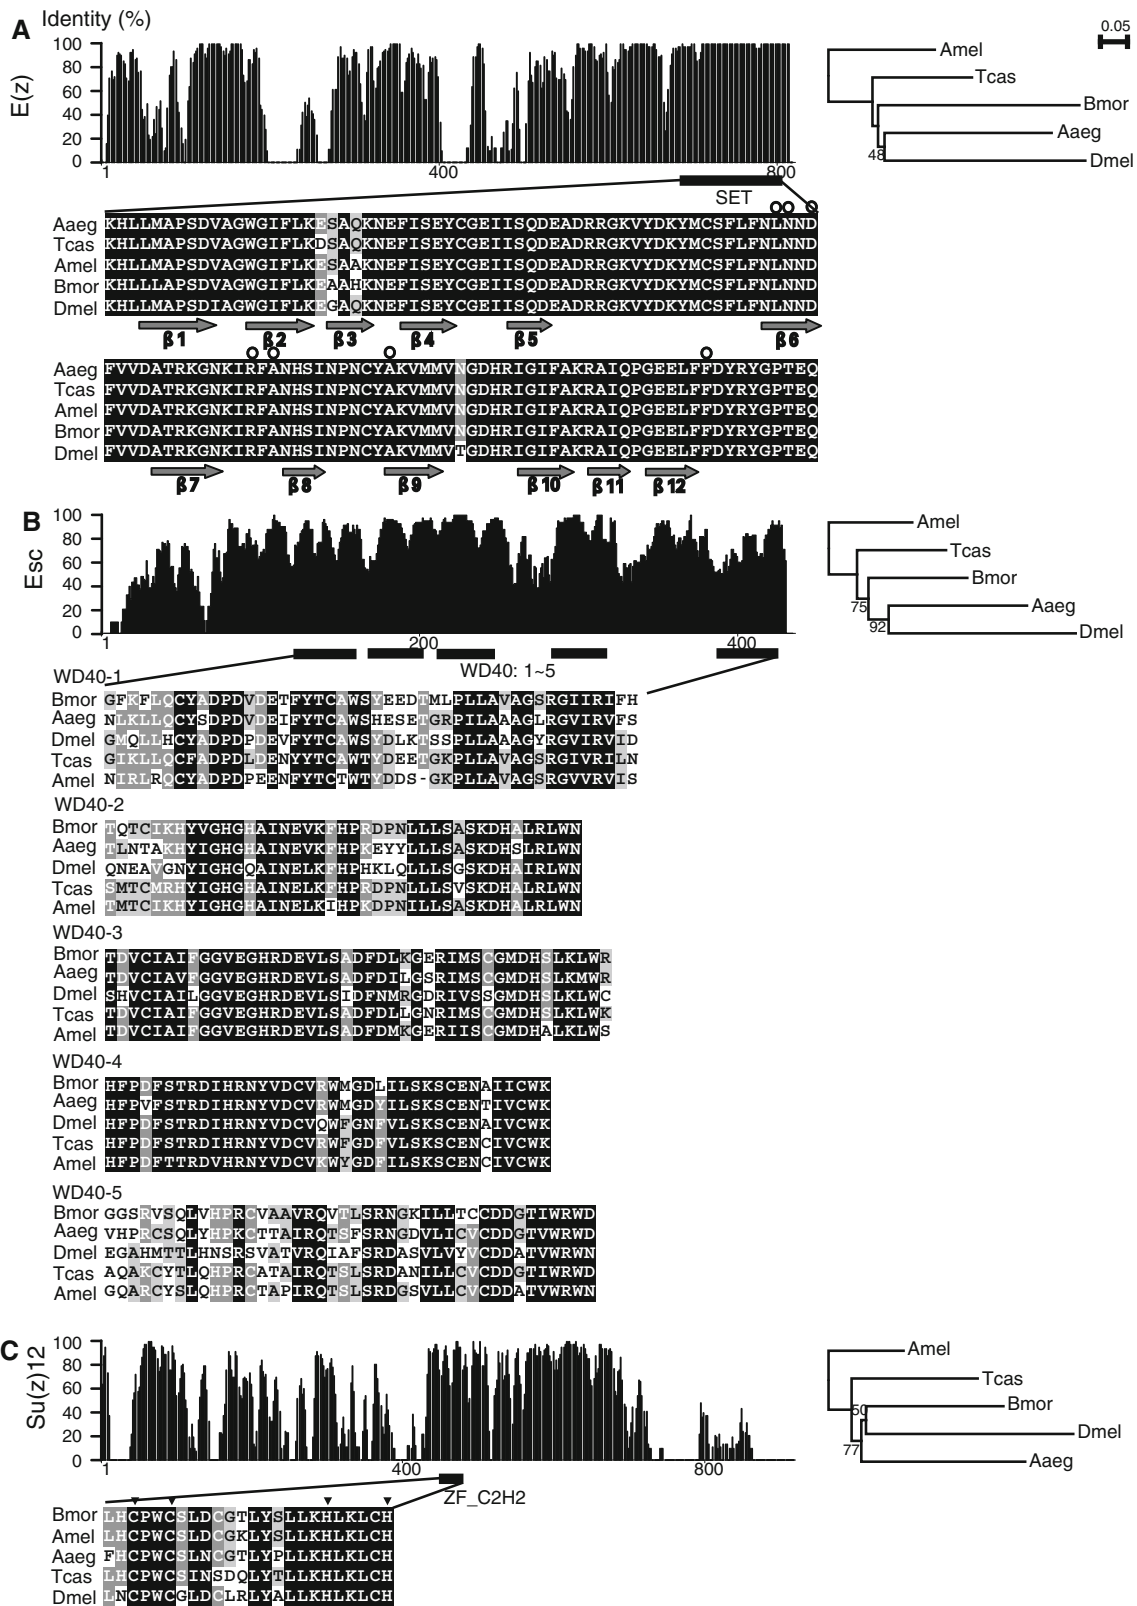 A Identity (%)
E(z)
100
80
60
40
20
0
1 400 800
SET
0.05
Amel
Tcas
Bmor
Aaeg
Dmel
48
Aaeg KHLLMAPSDVAGWGIFLKESAQKNEFISEYCGEIISQDEADRRGKVYDKYMCSFLFNLNND
Tcas KHLLMAPSDVAGWGIFLKDSAQKNEFISEYCGEIISQDEADRRGKVYDKYMCSFLFNLNND
Amel KHLLMAPSDVAGWGIFLKESAAKNEFISEYCGEIISQDEADRRGKVYDKYMCSFLFNLNND
Bmor KHLLLAPSDVAGWGIFLKEAAHKNEFISEYCGEIISQDEADRRGKVYDKYMCSFLFNLNND
Dmel KHLLMAPSDIAGWGIFLKEGAQKNEFISEYCGEIISQDEADRRGKVYDKYMCSFLFNLNND
β1 β2 β3 β4 β5 β6
Aaeg FVVDATRKGNKIRFANHSINPNCYAKVMMVNGDHRIGIFAKRAIQPGEELFFDYRYGPTEQ
Tcas FVVDATRKGNKIRFANHSINPNCYAKVMMVNGDHRIGIFAKRAIQPGEELFFDYRYGPTEQ
Amel FVVDATRKGNKIRFANHSINPNCYAKVMMVNGDHRIGIFAKRAIQPGEELFFDYRYGPTEQ
Bmor FVVDATRKGNKIRFANHSINPNCYAKVMMVNGDHRIGIFAKRAIQPGEELFFDYRYGPTEQ
Dmel FVVDATRKGNKIRFANHSINPNCYAKVMMVTGDHRIGIFAKRAIQPGEELFFDYRYGPTEQ
β7 β8 β9 β10 β11 β12
B
Esc
100
80
60
40
20
0
1 200 400
WD40: 1~5
Amel
Tcas
Bmor
Aaeg
Dmel
75
92
WD40-1
Bmor GFKFLQCYADPDVDETFYTCAWSYEEDTMLPLLAVAGSRGIIRIFH
Aaeg NLKLLQCYSDPDVDEIFYTCAWSHESETGRPILAAAGLRGVIRVFS
Dmel GMQLLHCYADPDPDEVFYTCAWSYDLKTSSPLLAAAGYRGVIRVID
Tcas GIKLLQCFADPDLDENYYTCAWTYDEETGKPLLAVAGSRGIVRILN
Amel NIRLRQCYADPDPEENFYTCTWTYDDS-GKPLLAVAGSRGVVRVIS
WD40-2
Bmor TQTCIKHYVGHGHAINEVKFHPRDPNLLLSASKDHALRLWN
Aaeg TLNTAKHYIGHGHAINEVKFHPKEYYLLLSASKDHSLRLWN
Dmel QNEAVGNYIGHGQAINELKFHPHKLQLLLSGSKDHAIRLWN
Tcas SMTCMRHYIGHGHAINELKFHPRDPNLLLSVSKDHALRLWN
Amel TMTCIKHYIGHGHAINELKIHPKDPNILLSASKDHALRLWN
WD40-3
Bmor TDVCIAIFGGVEGHRDEVLSADFDLKGERIMSCGMDHSLKLWR
Aaeg TDVCIAVFGGVEGHRDEVLSADFDILGSRIMSCGMDHSLKMWR
Dmel SHVCIAILGGVEGHRDEVLSIDFNMRGDRIVSSGMDHSLKLWC
Tcas TDVCIAIFGGVEGHRDEVLSADFDLLGNRIMSCGMDHSLKLWK
Amel TDVCIAIFGGVEGHRDEVLSADFDMKGERIISCGMDHALKLWS
WD40-4
Bmor HFPDFSTRDIHRNYVDCVRWMGDLILSKSCENAIICWK
Aaeg HFPVFSTRDIHRNYVDCVRWMGDYILSKSCENTIVCWK
Dmel HFPDFSTRDIHRNYVDCVQWFGNFVLSKSCENAIVCWK
Tcas HFPDFSTRDIHRNYVDCVRWFGDFVLSKSCENCIVCWK
Amel HFPDFTTRDVHRNYVDCVKWYGDFILSKSCENCIVCWK
WD40-5
Bmor GGSRVSQLVHPRCVAAVRQVTLSRNGKILLTCCDDGTIWRWD
Aaeg VHPRCSQLYHPKCTTAIRQTSFSRNGDVLICVCDDGTVWRWD
Dmel EGAHMTTLHNSRSVATVRQIAFSRDASVLVYVCDDATVWRWN
Tcas AQAKCYTLQHPRCATAIRQTSLSRDANILLCVCDDGTIWRWD
Amel GQARCYSLQHPRCTAPIRQTSLSRDGSVLLCVCDDATVWRWN
C
Su(z)12
100
80
60
40
20
0
1 400 800
ZF_C2H2
Amel
Tcas
Bmor
Dmel
Aaeg
50
77
Bmor LHCPWCSLDCGTLYSLLKHLKLCH
Amel LHCPWCSLDCGKLYSLLKHLKLCH
Aaeg FHCPWCSLNCGTLYPLLKHLKLCH
Tcas LHCPWCSINSDQLYTLLKHLKLCH
Dmel LNCPWCGLDCLRLYALLKHLKLCH